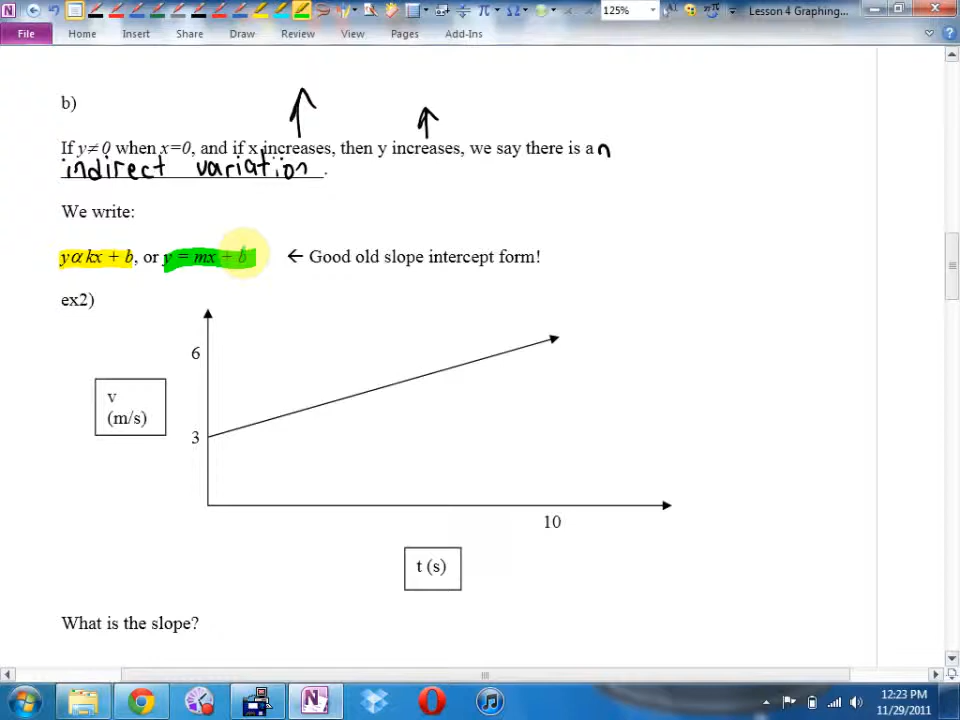 125%
Lesson 4 Graphing...
File Home Insert Share Draw Review View Pages Add-Ins
b)
If y≠0 when x=0, and if x increases, then y increases, we say there is a n
indirect variation.
We write:
yα kx + b, or y = mx + b ← Good old slope intercept form!
ex2)
6
v
(m/s)
3
10
t (s)
What is the slope?
12:23 PM
11/29/2011